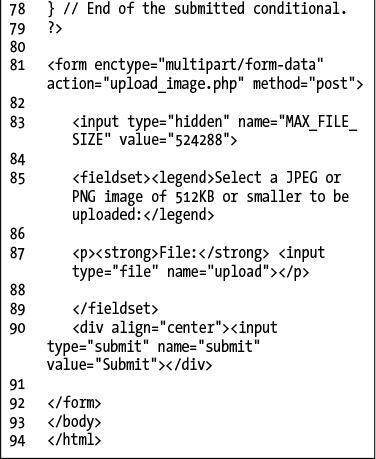 78 } // End of the submitted conditional.
79 ?>
80
81 <form enctype="multipart/form-data"
action="upload_image.php" method="post">
82
83 <input type="hidden" name="MAX_FILE_
SIZE" value="524288">
84
85 <fieldset><legend>Select a JPEG or
PNG image of 512KB or smaller to be
uploaded:</legend>
86
87 <p><strong>File:</strong> <input
type="file" name="upload"></p>
88
89 </fieldset>
90 <div align="center"><input
type="submit" name="submit"
value="Submit"></div>
91
92 </form>
93 </body>
94 </html>